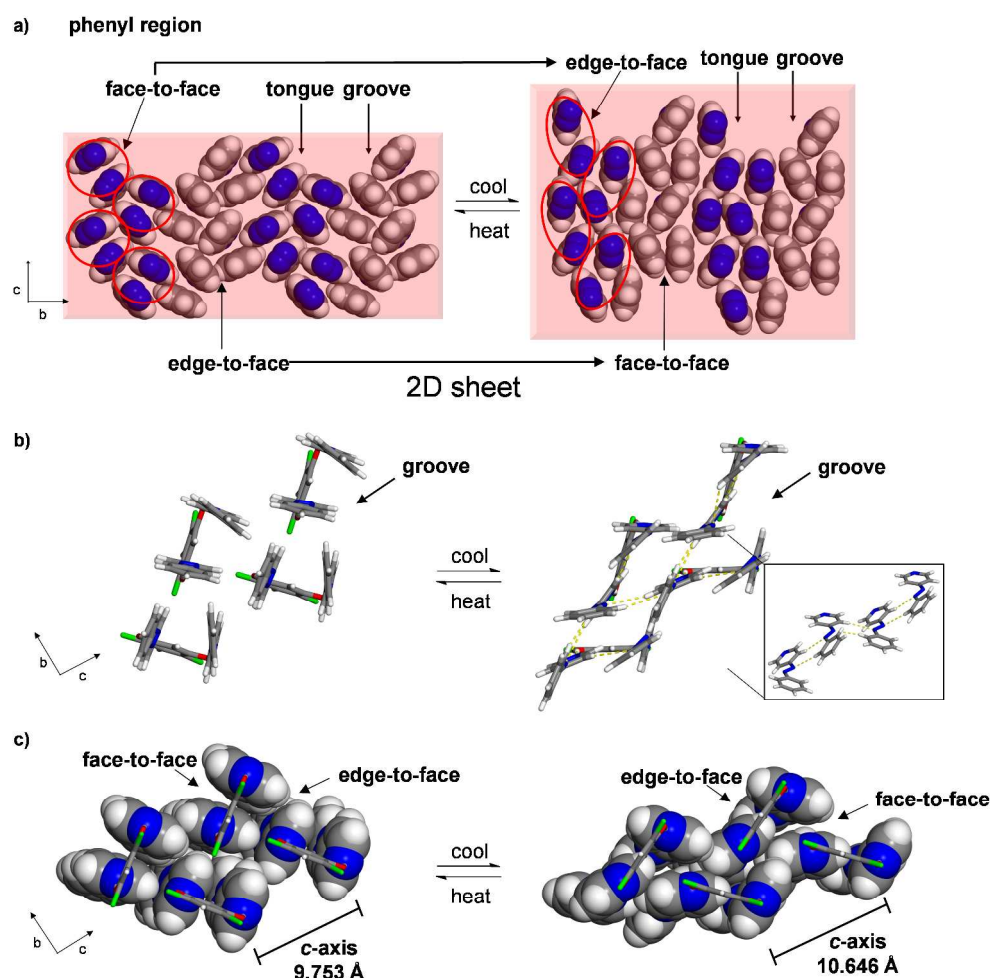 a) phenyl region
face-to-face
tongue groove
edge-to-face
tongue groove
cool
heat
c
b
edge-to-face
face-to-face
2D sheet
b)
groove
groove
cool
heat
b
c
c)
face-to-face
edge-to-face
edge-to-face
face-to-face
cool
heat
b
c
c-axis
9.753 Å
c-axis
10.646 Å